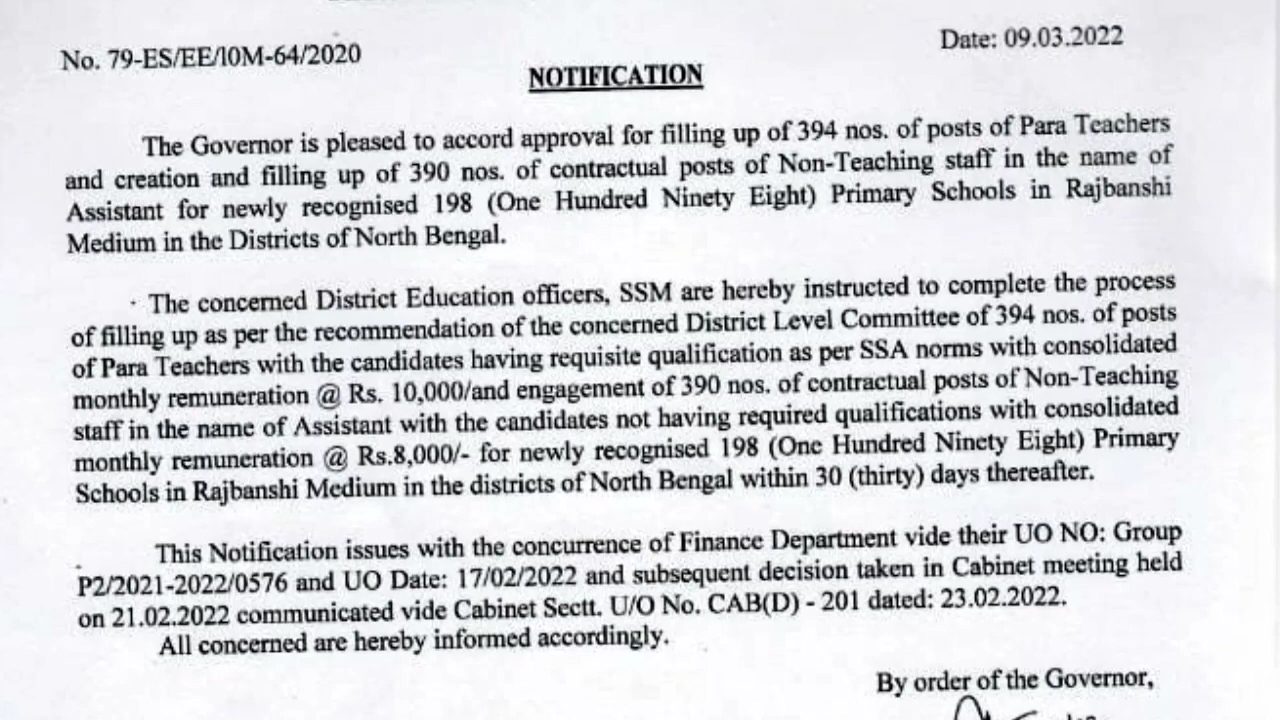 No. 79-ES/EE/10M-64/2020
Date: 09.03.2022
NOTIFICATION
The Governor is pleased to accord approval for filling up of 394 nos. of posts of Para Teachers
and creation and filling up of 390 nos. of contractual posts of Non-Teaching staff in the name of
Assistant for newly recognised 198 (One Hundred Ninety Eight) Primary Schools in Rajbanshi
Medium in the Districts of North Bengal.
The concerned District Education officers, SSM are hereby instructed to complete the process
of filling up as per the recommendation of the concerned District Level Committee of 394 nos. of posts
of Para Teachers with the candidates having requisite qualification as per SSA norms with consolidated
monthly remuneration @ Rs. 10,000/and engagement of 390 nos. of contractual posts of Non-Teaching
staff in the name of Assistant with the candidates not having required qualifications with consolidated
monthly remuneration @ Rs.8,000/- for newly recognised 198 (One Hundred Ninety Eight) Primary
Schools in Rajbanshi Medium in the districts of North Bengal within 30 (thirty) days thereafter.
This Notification issues with the concurrence of Finance Department vide their UO NO: Group
P2/2021-2022/0576 and UO Date: 17/02/2022 and subsequent decision taken in Cabinet meeting held
on 21.02.2022 communicated vide Cabinet Sectt. U/O No. CAB(D) - 201 dated: 23.02.2022.
All concerned are hereby informed accordingly.
By order of the Governor,